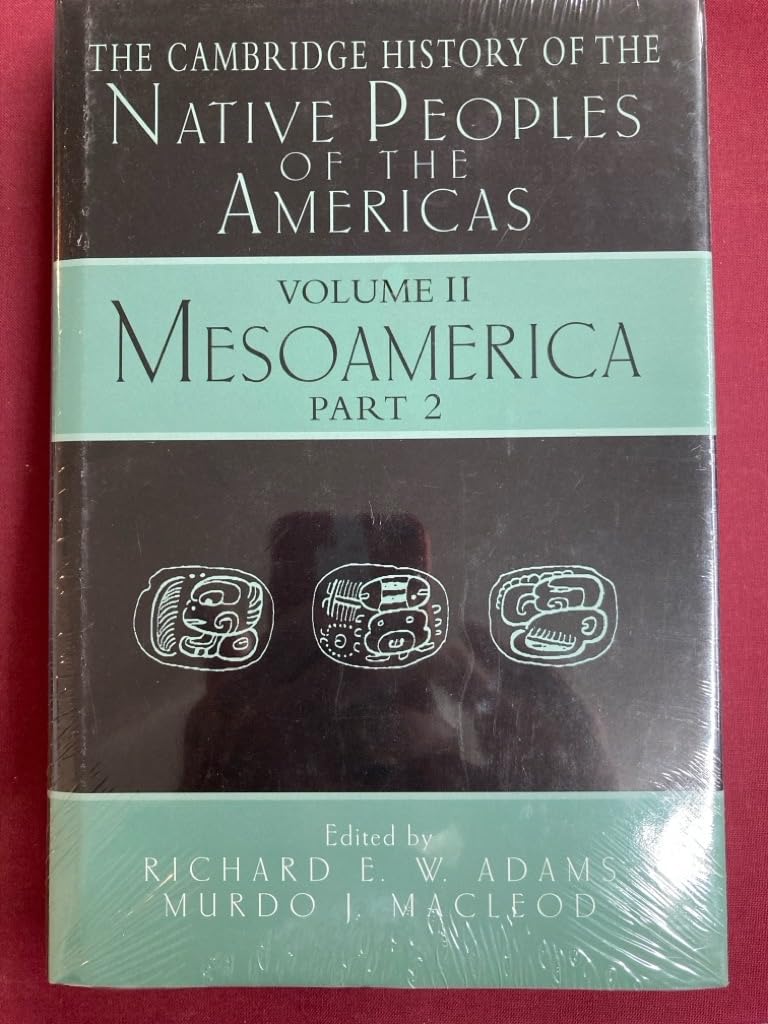 THE CAMBRIDGE HISTORY OF THE
NATIVE PEOPLES
OF THE
AMERICAS
VOLUME II
MESOAMERICA
PART 2
Edited by
RICHARD E. W. ADAMS
MURDO J. MACLEOD